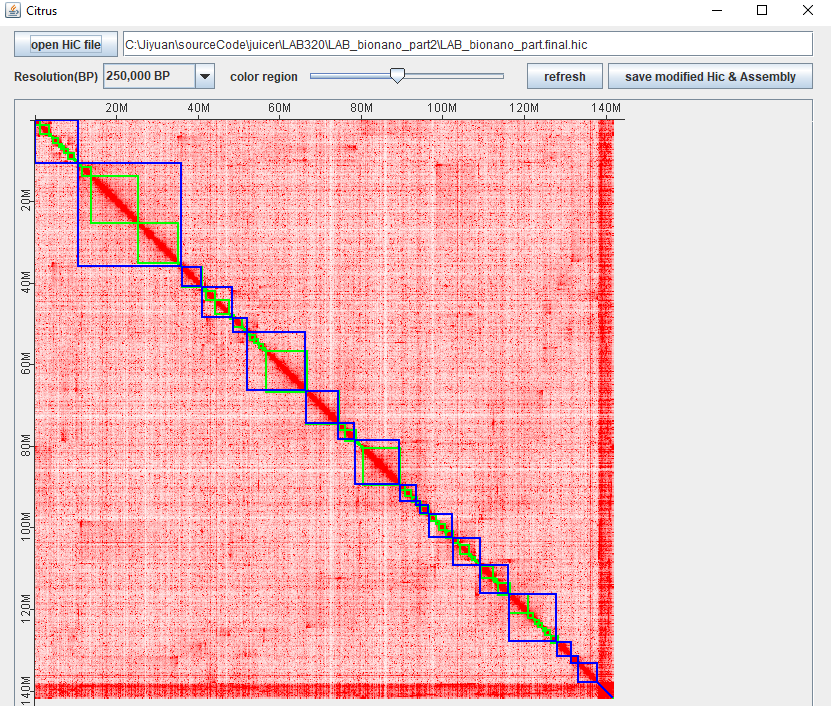 Citrus
open HiC file C:\Jiyuan\sourceCode\juicer\LAB320\LAB_bionano_part2\LAB_bionano_part.final.hic
Resolution(BP) 250,000 BP color region refresh save modified Hic & Assembly
20M 40M 60M 80M 100M 120M 140M
20M
40M
60M
80M
100M
120M
140M